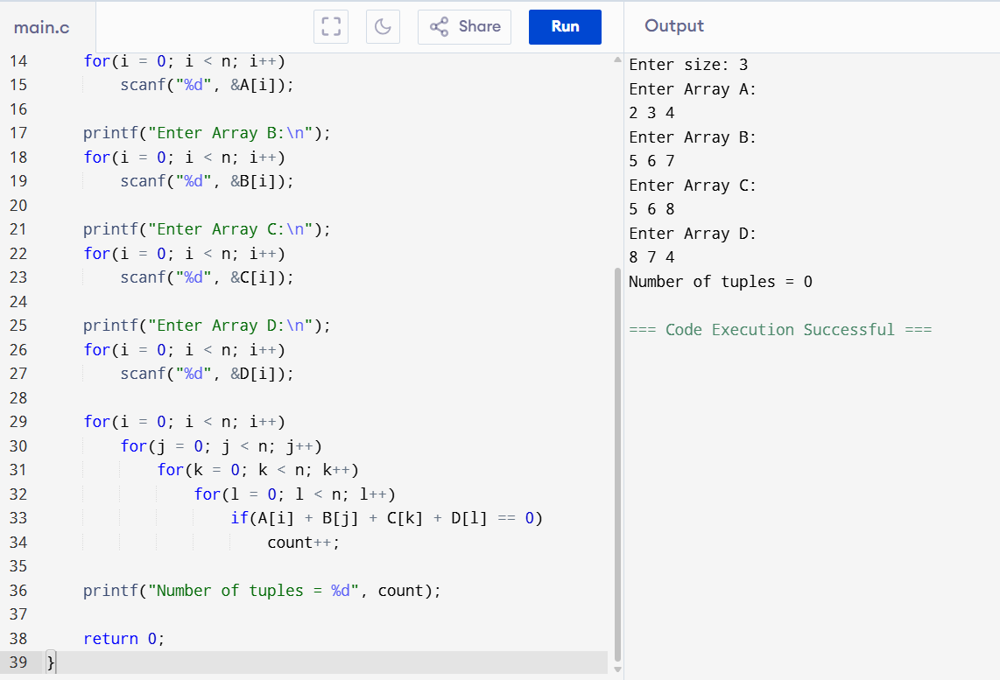 main.c
Share
Run
Output
14 for(i = 0; i < n; i++)
15 scanf("%d", &A[i]);
16
17 printf("Enter Array B:\n");
18 for(i = 0; i < n; i++)
19 scanf("%d", &B[i]);
20
21 printf("Enter Array C:\n");
22 for(i = 0; i < n; i++)
23 scanf("%d", &C[i]);
24
25 printf("Enter Array D:\n");
26 for(i = 0; i < n; i++)
27 scanf("%d", &D[i]);
28
29 for(i = 0; i < n; i++)
30 for(j = 0; j < n; j++)
31 for(k = 0; k < n; k++)
32 for(l = 0; l < n; l++)
33 if(A[i] + B[j] + C[k] + D[l] == 0)
34 count++;
35
36 printf("Number of tuples = %d", count);
37
38 return 0;
39 }
Enter size: 3
Enter Array A:
2 3 4
Enter Array B:
5 6 7
Enter Array C:
5 6 8
Enter Array D:
8 7 4
Number of tuples = 0
=== Code Execution Successful ===